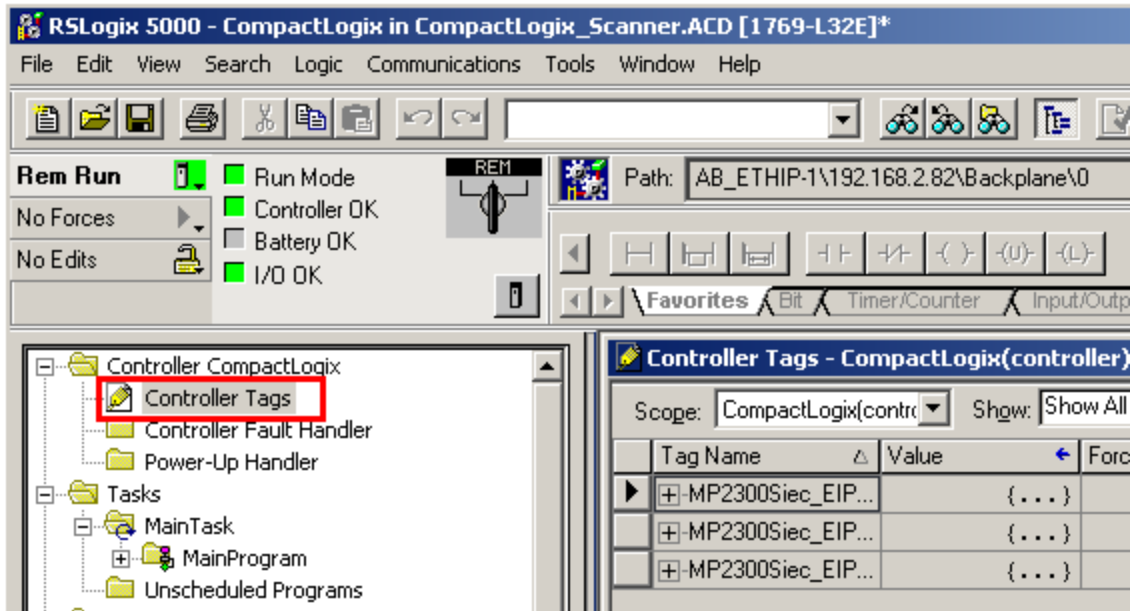 RSLogix 5000 - CompactLogix in CompactLogix_Scanner.ACD [1769-L32E]*
File Edit View Search Logic Communications Tools Window Help
Rem Run
No Forces
No Edits
Run Mode
Controller OK
Battery OK
I/O OK
REM
Path: AB_ETHIP-1\192.168.2.82\Backplane\0
Favorites Bit Timer/Counter Input/Outp
Controller CompactLogix
Controller Tags
Controller Fault Handler
Power-Up Handler
Tasks
MainTask
MainProgram
Unscheduled Programs
Controller Tags - CompactLogix(controller)
Scope: CompactLogix(contro Show: Show All
Tag Name Value Forc
MP2300Siec_EIP... {...}
MP2300Siec_EIP... {...}
MP2300Siec_EIP... {...}